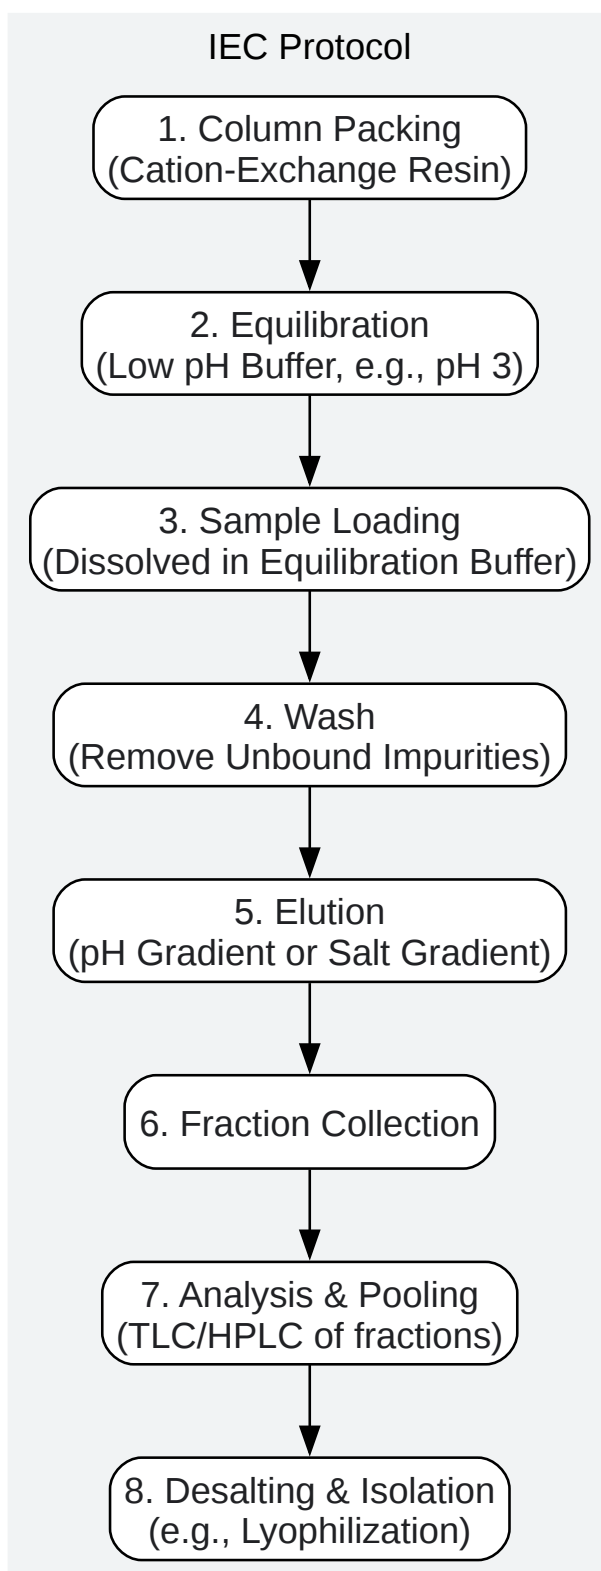 IEC Protocol
1. Column Packing
(Cation-Exchange Resin)
2. Equilibration
(Low pH Buffer, e.g., pH 3)
3. Sample Loading
(Dissolved in Equilibration Buffer)
4. Wash
(Remove Unbound Impurities)
5. Elution
(pH Gradient or Salt Gradient)
6. Fraction Collection
7. Analysis & Pooling
(TLC/HPLC of fractions)
8. Desalting & Isolation
(e.g., Lyophilization)